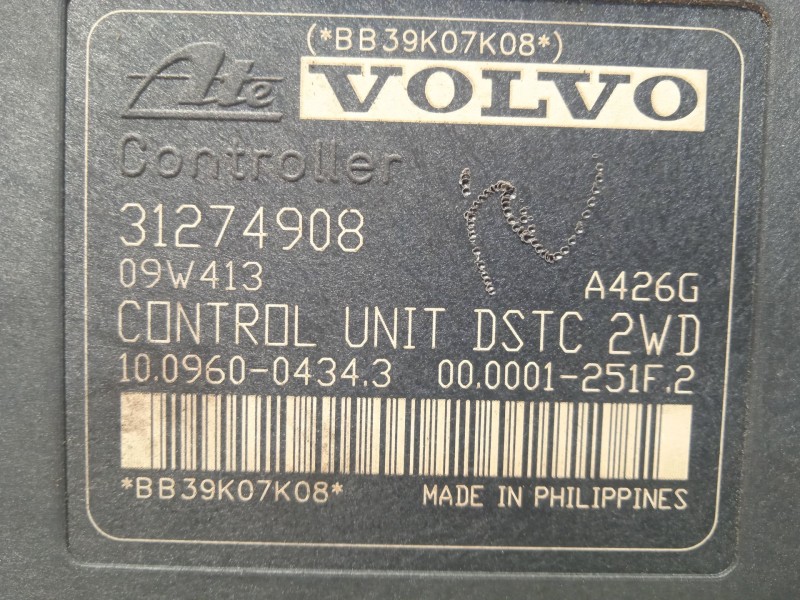 (*BB39K07K08*)
Ate VOLVO
Controller
31274908
09W413 A426G
CONTROL UNIT DSTC 2WD
10.0960-0434.3 00.0001-251F.2
*BB39K07K08* MADE IN PHILIPPINES